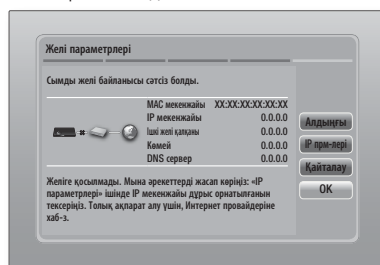 Желі параметрлері
Сымды желі байланысы сәтсіз болды.
MAC мекенжайы XX:XX:XX:XX:XX:XX
IP мекенжайы 0.0.0.0
Ішкі желі қалқаны 0.0.0.0
Көмей 0.0.0.0
DNS сервер 0.0.0.0
Желіге қосылмады. Мына әрекеттерді жасап көріңіз: «IP
параметрлері» ішінде IP мекенжайы дұрыс орнатылғанын
тексеріңіз. Толық ақпарат алу үшін, Интернет провайдеріне
хаб-з.
Алдыңғы
IP прм-лері
Қайталау
OK